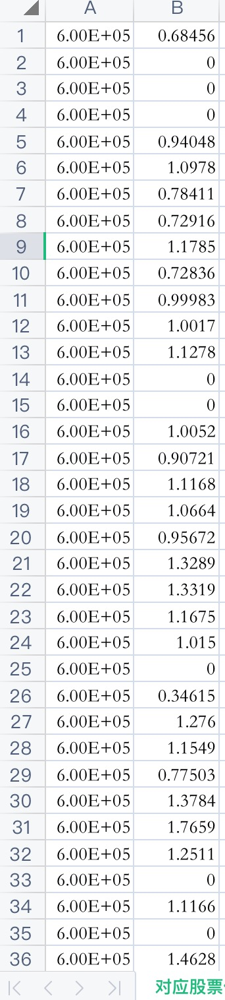 A B
1 6.00E+05 0.68456
2 6.00E+05 0
3 6.00E+05 0
4 6.00E+05 0
5 6.00E+05 0.94048
6 6.00E+05 1.0978
7 6.00E+05 0.78411
8 6.00E+05 0.72916
9 6.00E+05 1.1785
10 6.00E+05 0.72836
11 6.00E+05 0.99983
12 6.00E+05 1.0017
13 6.00E+05 1.1278
14 6.00E+05 0
15 6.00E+05 0
16 6.00E+05 1.0052
17 6.00E+05 0.90721
18 6.00E+05 1.1168
19 6.00E+05 1.0664
20 6.00E+05 0.95672
21 6.00E+05 1.3289
22 6.00E+05 1.3319
23 6.00E+05 1.1675
24 6.00E+05 1.015
25 6.00E+05 0
26 6.00E+05 0.34615
27 6.00E+05 1.276
28 6.00E+05 1.1549
29 6.00E+05 0.77503
30 6.00E+05 1.3784
31 6.00E+05 1.7659
32 6.00E+05 1.2511
33 6.00E+05 0
34 6.00E+05 1.1166
35 6.00E+05 0
36 6.00E+05 1.4628
对应股票